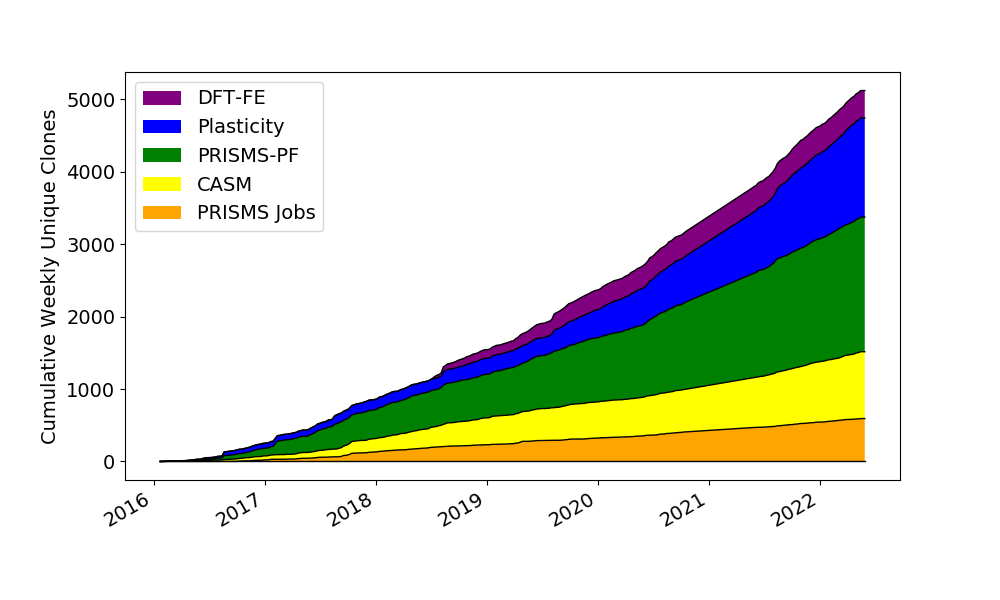 DFT-FE
Plasticity
PRISMS-PF
CASM
PRISMS Jobs
Cumulative Weekly Unique Clones
5000
4000
3000
2000
1000
0
2016
2017
2018
2019
2020
2021
2022